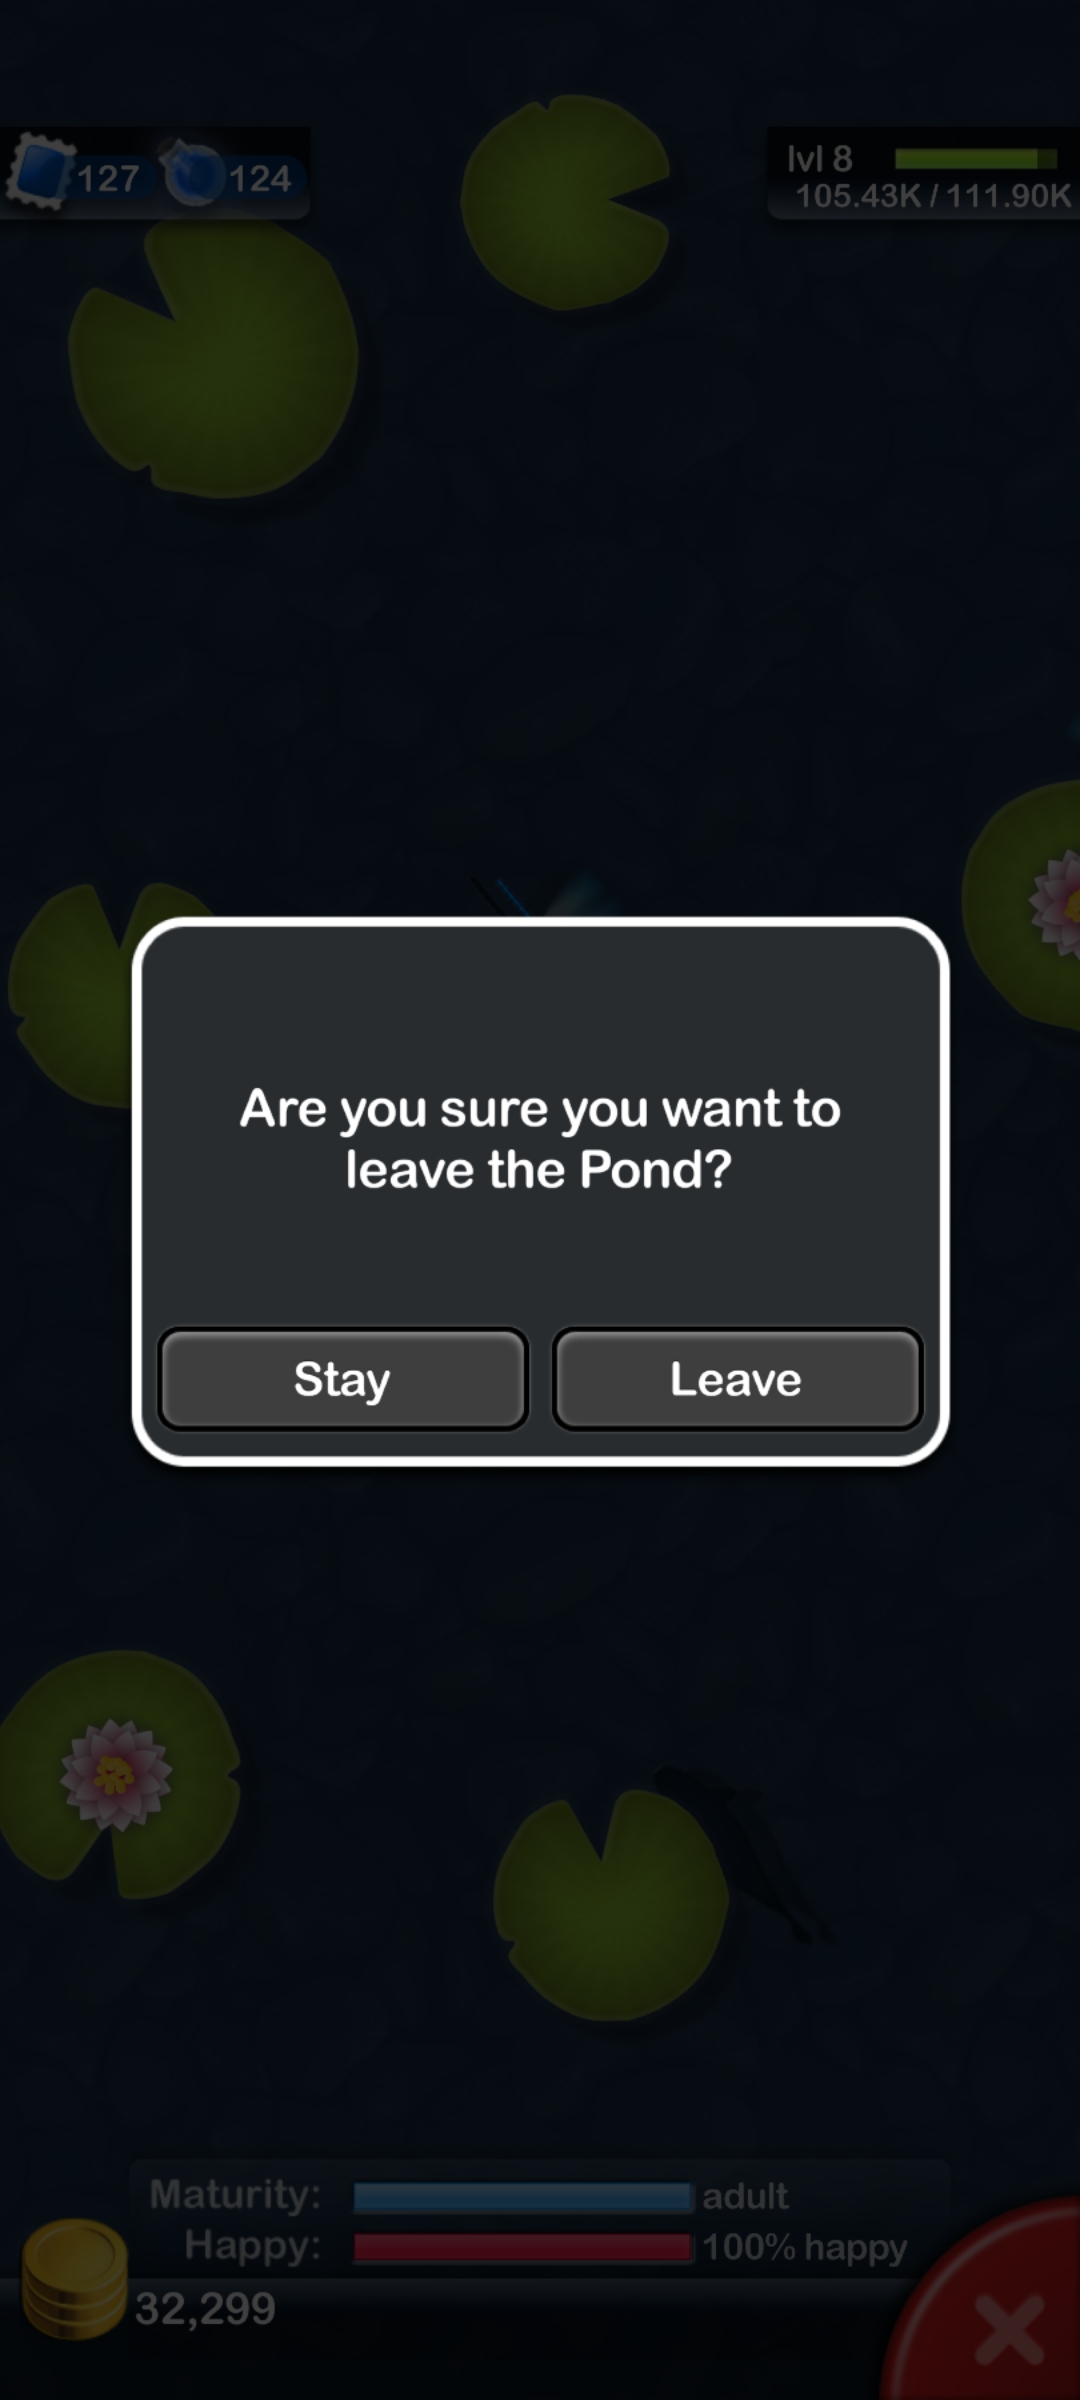 127 124
lvl 8
105.43K / 111.90K
Are you sure you want to
leave the Pond?
Stay Leave
Maturity: adult
Happy: 100% happy
32,299